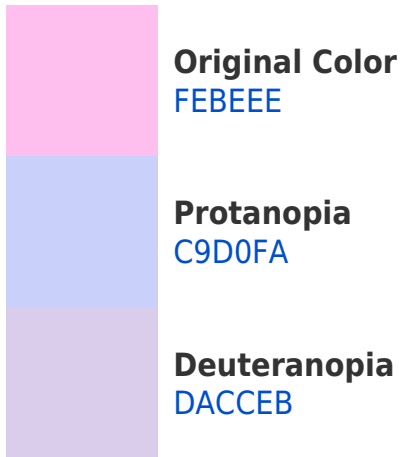 Original Color
FEBEEE
Protanopia
C9D0FA
Deuteranopia
DACCEB